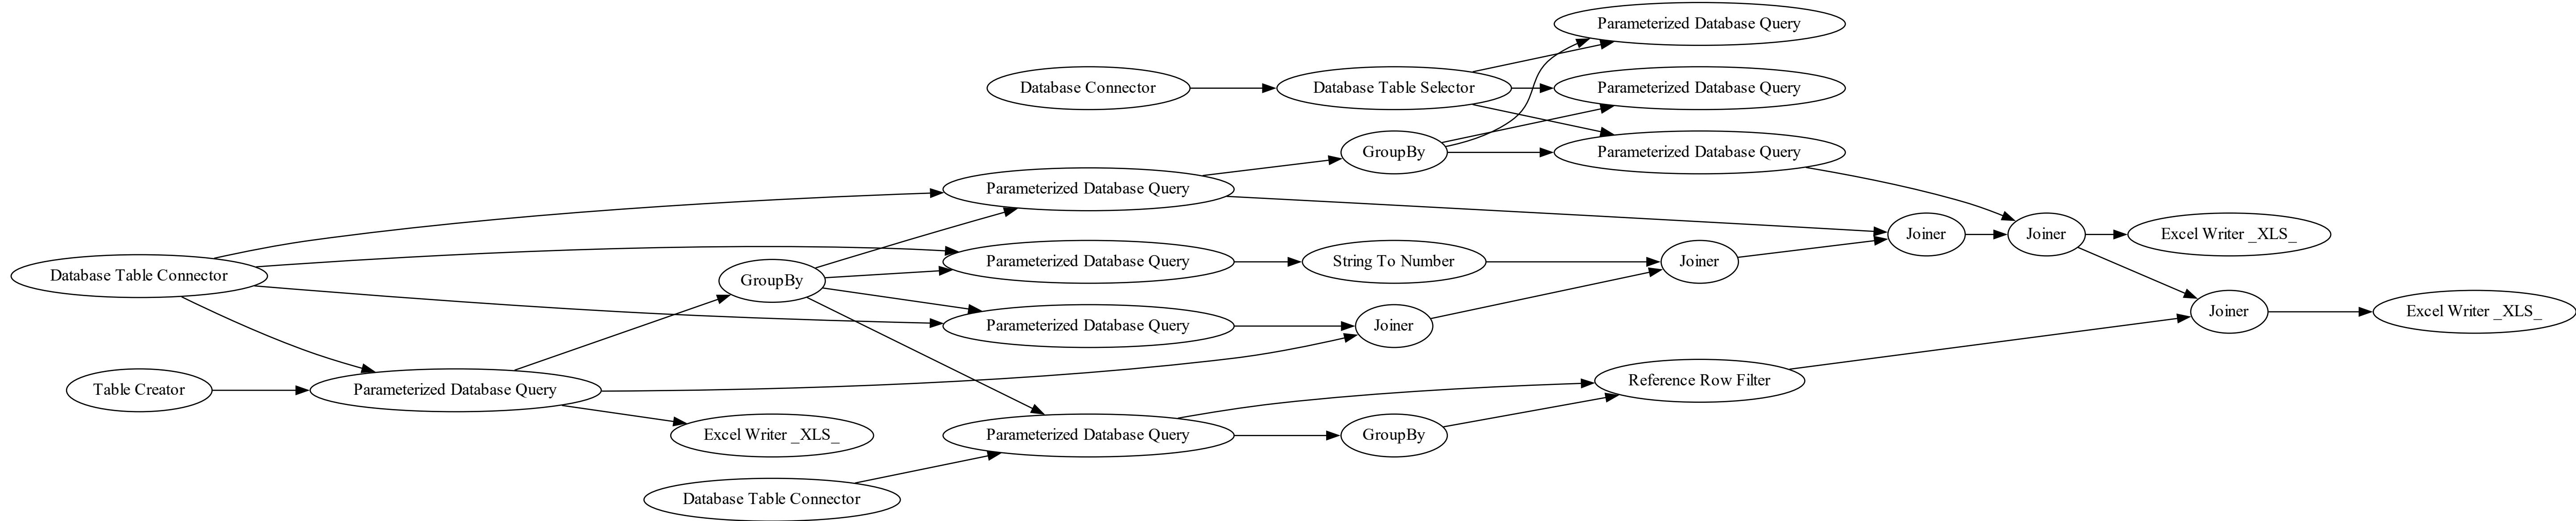 Parameterized Database Query
Database Connector
Database Table Selector
Parameterized Database Query
GroupBy
Parameterized Database Query
Parameterized Database Query
Joiner
Joiner
Excel Writer _XLS_
Database Table Connector
GroupBy
Parameterized Database Query
String To Number
Joiner
Parameterized Database Query
Joiner
Joiner
Excel Writer _XLS_
Table Creator
Parameterized Database Query
Reference Row Filter
Excel Writer _XLS_
Parameterized Database Query
GroupBy
Database Table Connector